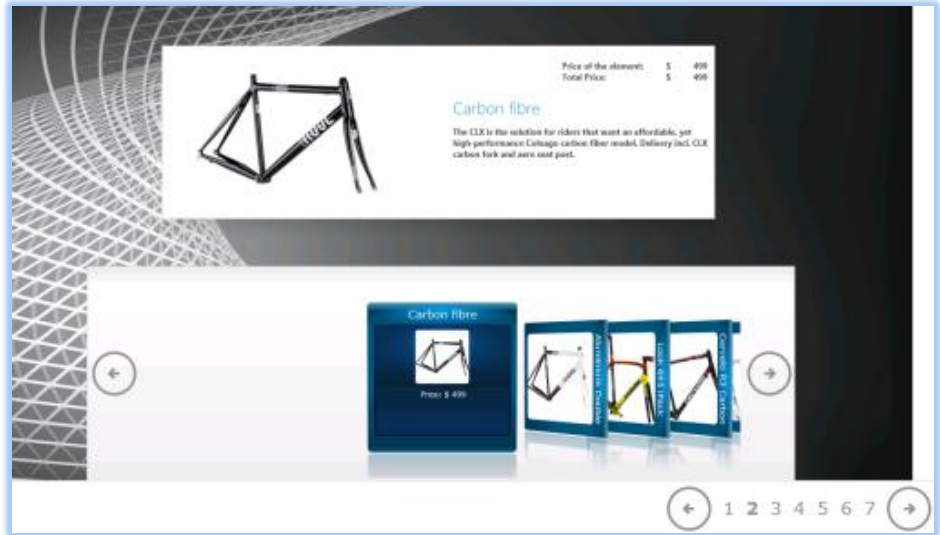 Price of the element: $ 499
Total Price: $ 499
Carbon fibre
The CLX is the solution for riders that want an affordable, yet
high-performance Colnago carbon fiber model. Delivery incl. CLX
carbon fork and aero seat post.
Carbon fibre
Price: $ 499
Aluminium Double
Look 645 IPack
Cervelo R3 Carbon
1 2 3 4 5 6 7